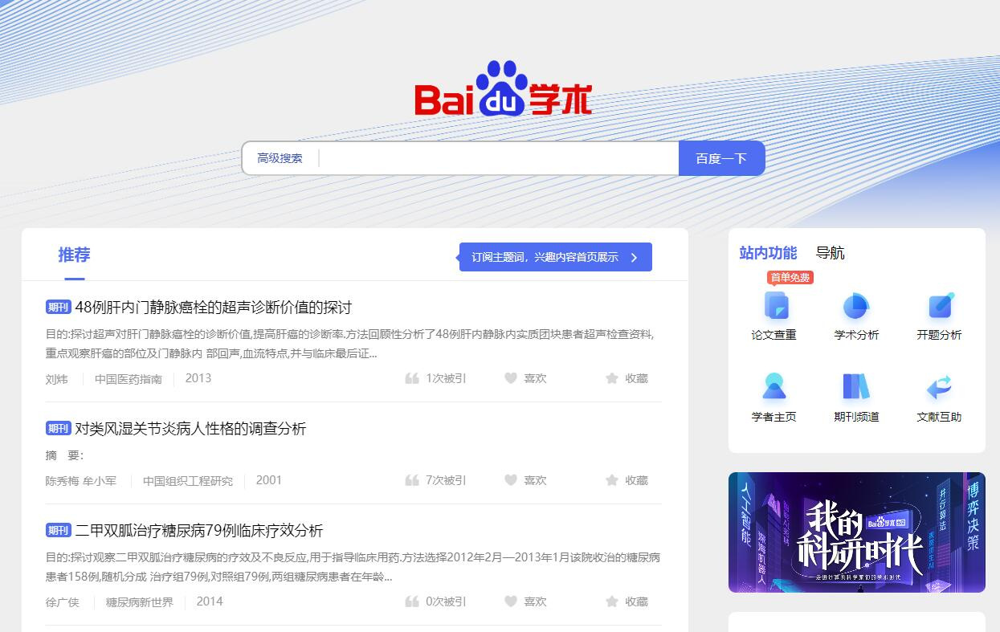 Bai du 学术
高级搜索
百度一下
推荐
订阅主题词，兴趣内容首页展示
期刊 48例肝内门静脉癌栓的超声诊断价值的探讨
目的:探讨超声对肝门静脉癌栓的诊断价值,提高肝癌的诊断率.方法回顾性分析了48例肝内静脉内实质团块患者超声检查资料,
重点观察肝癌的部位及门静脉内 部回声,血流特点,并与临床最后证...
刘炜 中国医药指南 2013 1次被引 喜欢 收藏
期刊 对类风湿关节炎病人性格的调查分析
摘 要：
陈秀梅 牟小军 中国组织工程研究 2001 7次被引 喜欢 收藏
期刊 二甲双胍治疗糖尿病79例临床疗效分析
目的:探讨观察二甲双胍治疗糖尿病的疗效及不良反应,用于指导临床用药.方法选择2012年2月—2013年1月该院收治的糖尿病
患者158例,随机分成 治疗组79例,对照组79例,两组糖尿病患者在年龄...
徐广侠 糖尿病新世界 2014 0次被引 喜欢 收藏
站内功能 导航
首单免费
论文查重 学术分析 开题分析
学者主页 期刊频道 文献互助
人工智能
深海机器人
我的
Bai du 学术
科研时代
走进计算机科学家们的学术时代
并行算法
博弈决策